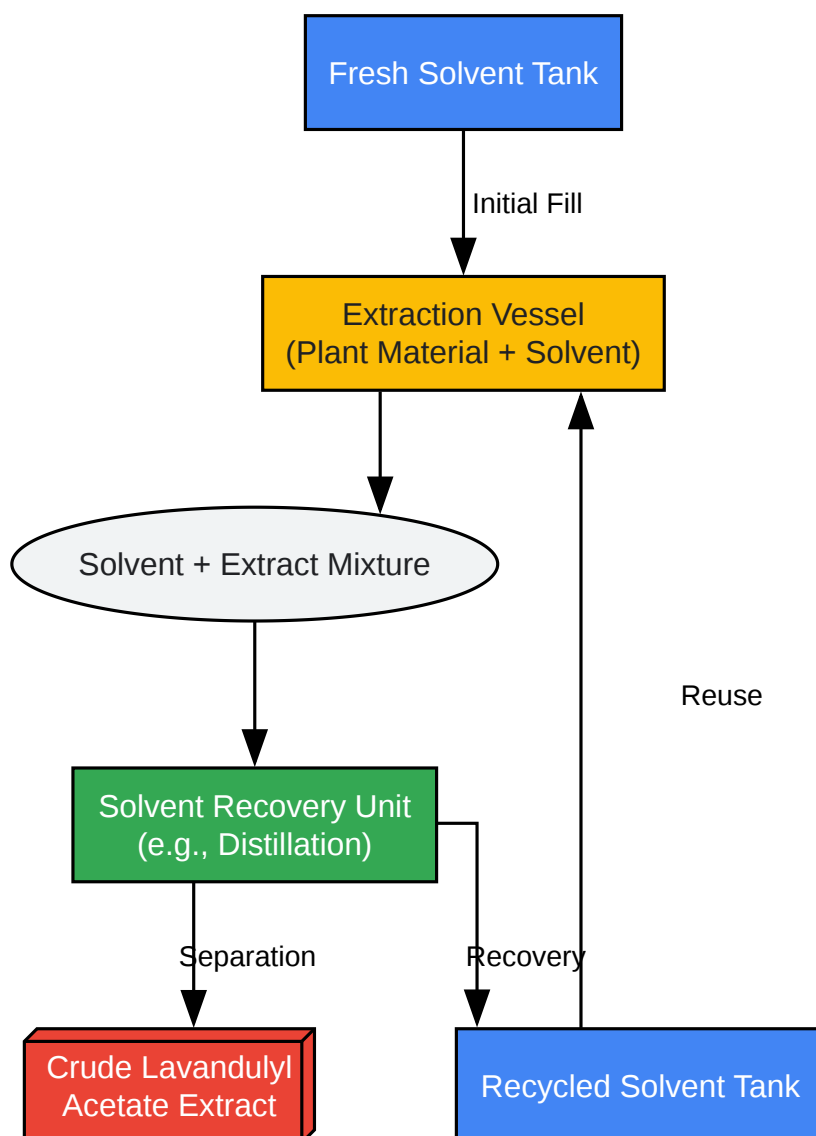 Fresh Solvent Tank
Initial Fill
Extraction Vessel
(Plant Material + Solvent)
Solvent + Extract Mixture
Reuse
Solvent Recovery Unit
(e.g., Distillation)
Separation
Recovery
Crude Lavandulyl
Acetate Extract
Recycled Solvent Tank